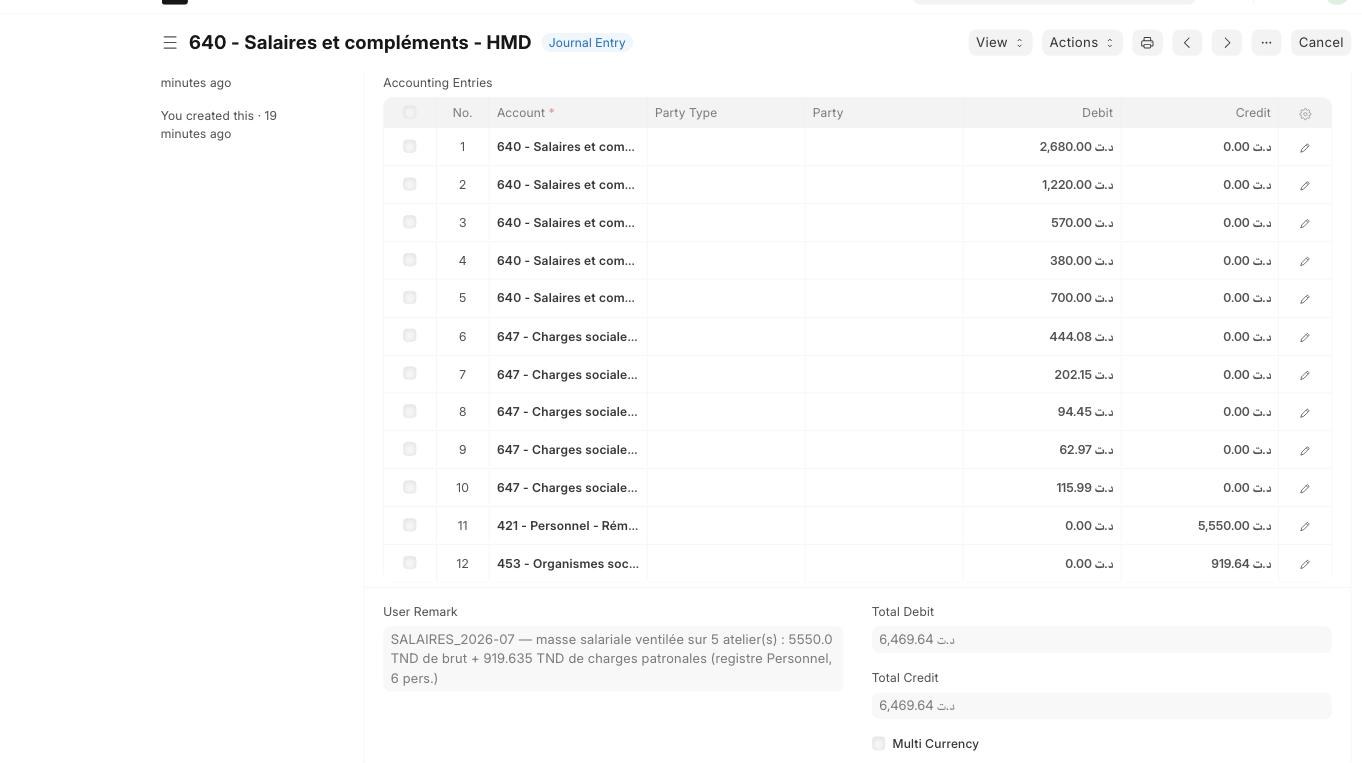 640 - Salaires et compléments - HMD Journal Entry View Actions ... Cancel
minutes ago
You created this · 19
minutes ago
Accounting Entries
No. Account * Party Type Party Debit Credit
1 640 - Salaires et com... 2,680.00 د.ت 0.00 د.ت
2 640 - Salaires et com... 1,220.00 د.ت 0.00 د.ت
3 640 - Salaires et com... 570.00 د.ت 0.00 د.ت
4 640 - Salaires et com... 380.00 د.ت 0.00 د.ت
5 640 - Salaires et com... 700.00 د.ت 0.00 د.ت
6 647 - Charges sociale... 444.08 د.ت 0.00 د.ت
7 647 - Charges sociale... 202.15 د.ت 0.00 د.ت
8 647 - Charges sociale... 94.45 د.ت 0.00 د.ت
9 647 - Charges sociale... 62.97 د.ت 0.00 د.ت
10 647 - Charges sociale... 115.99 د.ت 0.00 د.ت
11 421 - Personnel - Rém... 0.00 د.ت 5,550.00 د.ت
12 453 - Organismes soc... 0.00 د.ت 919.64 د.ت
User Remark
SALAIRES_2026-07 — masse salariale ventilée sur 5 atelier(s) : 5550.0
TND de brut + 919.635 TND de charges patronales (registre Personnel,
6 pers.)
Total Debit
6,469.64 د.ت
Total Credit
6,469.64 د.ت
Multi Currency